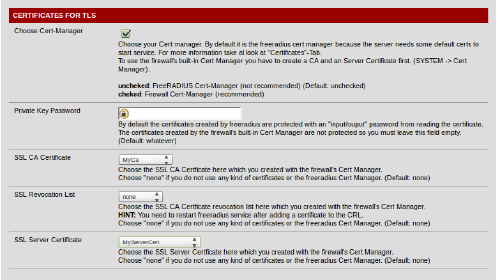 CERTIFICATES FOR TLS
Choose Cert-Manager
Choose your Cert manager. By default it is the freeradius cert manager because the server needs some default certs to
start service. For more information take al look at "Certificates"-Tab.
To use the firewall's built-in Cert Manager you have to create a CA and an Server Certificate first. (SYSTEM -> Cert
Manager).
uncheked: FreeRADIUS Cert-Manager (not recommended) (Default: unchecked)
cheked: Firewall Cert-Manager (recommended)
Private Key Password
By default the certificates created by freeradius are protected with an "input/ouput" password from reading the certificate.
The certificates created by the firewall's built-in Cert Manager are not protected so you must leave this field empty.
(Default: whatever)
SSL CA Certificate
MyCa
Choose the SSL CA Certficate here which you created with the firewall's Cert Manager.
Choose "none" if you do not use any kind of certificates or the freeradius Cert Manager. (Default: none)
SSL Revocation List
none
Choose the SSL CA Certficate revocation list here which you created with the firewall's Cert Manager.
HINT: You need to restart freeradius service after adding a certificate to the CRL.
Choose "none" if you do not use any kind of certificates or the freeradius Cert Manager. (Default: none)
SSL Server Certificate
MyServerCert
Choose the SSL Server Certficate here which you created with the firewall's Cert Manager.
Choose "none" if you do not use any kind of certificates or the freeradius Cert Manager. (Default: none)